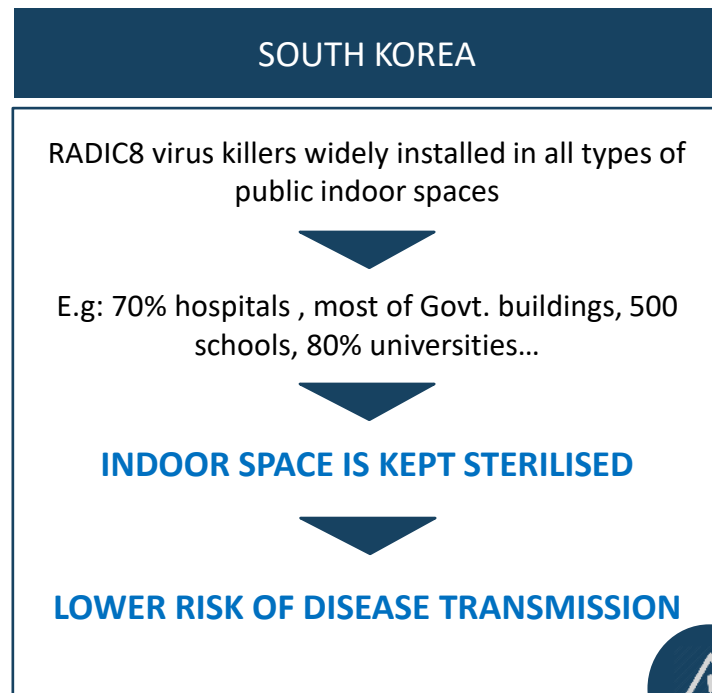 SOUTH KOREA
RADIC8 virus killers widely installed in all types of
public indoor spaces
E.g: 70% hospitals , most of Govt. buildings, 500
schools, 80% universities…
INDOOR SPACE IS KEPT STERILISED
LOWER RISK OF DISEASE TRANSMISSION